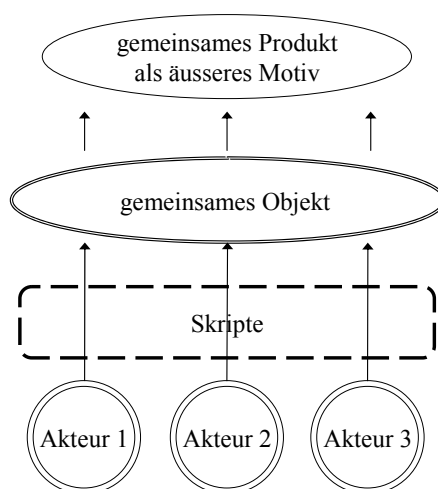 gemeinsames Produkt
als äusseres Motiv
gemeinsames Objekt
Skripte
Akteur 1
Akteur 2
Akteur 3